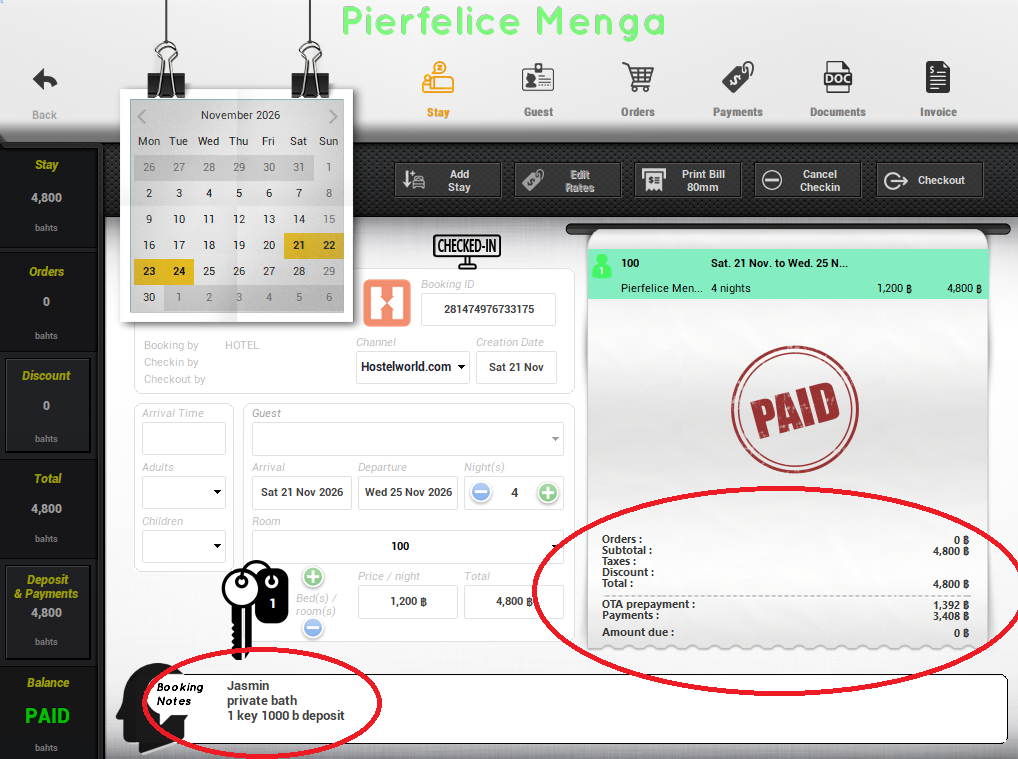 Pierfelice Menga
Back
Stay
Guest
Orders
Payments
Documents
Invoice
November 2026
Mon Tue Wed Thu Fri Sat Sun
26 27 28 29 30 31 1
2 3 4 5 6 7 8
9 10 11 12 13 14 15
16 17 18 19 20 21 22
23 24 25 26 27 28 29
30 1 2 3 4 5 6
Add Stay
Edit Rates
Print Bill 80mm
Cancel Checkin
Checkout
Stay
4,800
bahts
Orders
0
bahts
Discount
0
bahts
Total
4,800
bahts
Deposit
& Payments
4,800
bahts
Balance
PAID
bahts
CHECKED-IN
Booking ID
281474976733175
Booking by HOTEL
Checkin by
Checkout by
Channel
Hostelworld.com
Creation Date
Sat 21 Nov
Arrival Time
Adults
Children
Guest
Arrival
Sat 21 Nov 2026
Departure
Wed 25 Nov 2026
Night(s)
4
Room
100
1
Bed(s) /
room(s)
Price / night
1,200 ฿
Total
4,800 ฿
1
100 Sat. 21 Nov. to Wed. 25 N...
Pierfelice Men... 4 nights 1,200 ฿ 4,800 ฿
PAID
Orders : 0 ฿
Subtotal : 4,800 ฿
Taxes :
Discount :
Total : 4,800 ฿
OTA prepayment : 1,392 ฿
Payments : 3,408 ฿
Amount due : 0 ฿
Booking
Notes
Jasmin
private bath
1 key 1000 b deposit
DOC